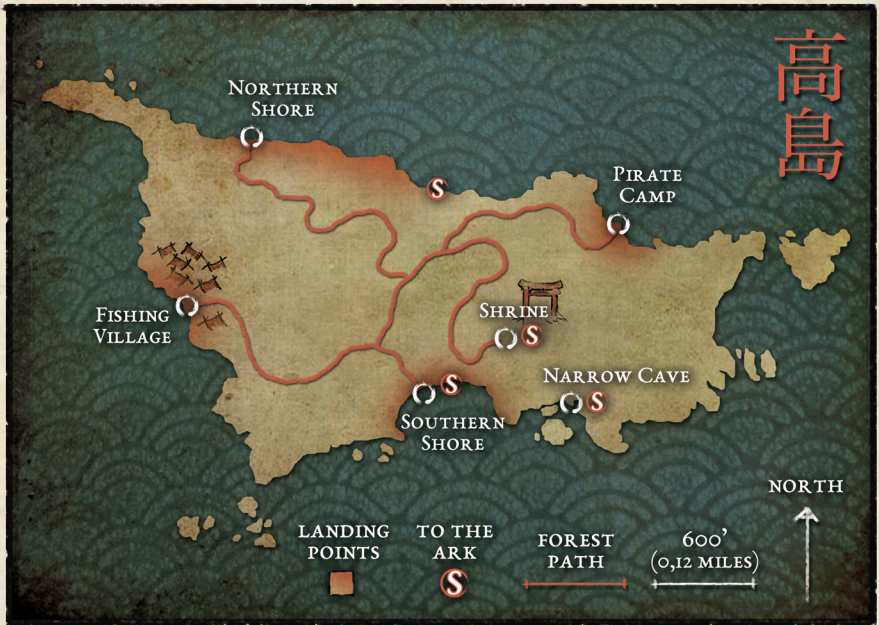 高
島
Northern
Shore
S
Pirate
Camp
Fishing
Village
Shrine
S
Narrow Cave
S
S
Southern
Shore
North
Landing
Points
To the
Ark
S
Forest
Path
600'
(0,12 miles)